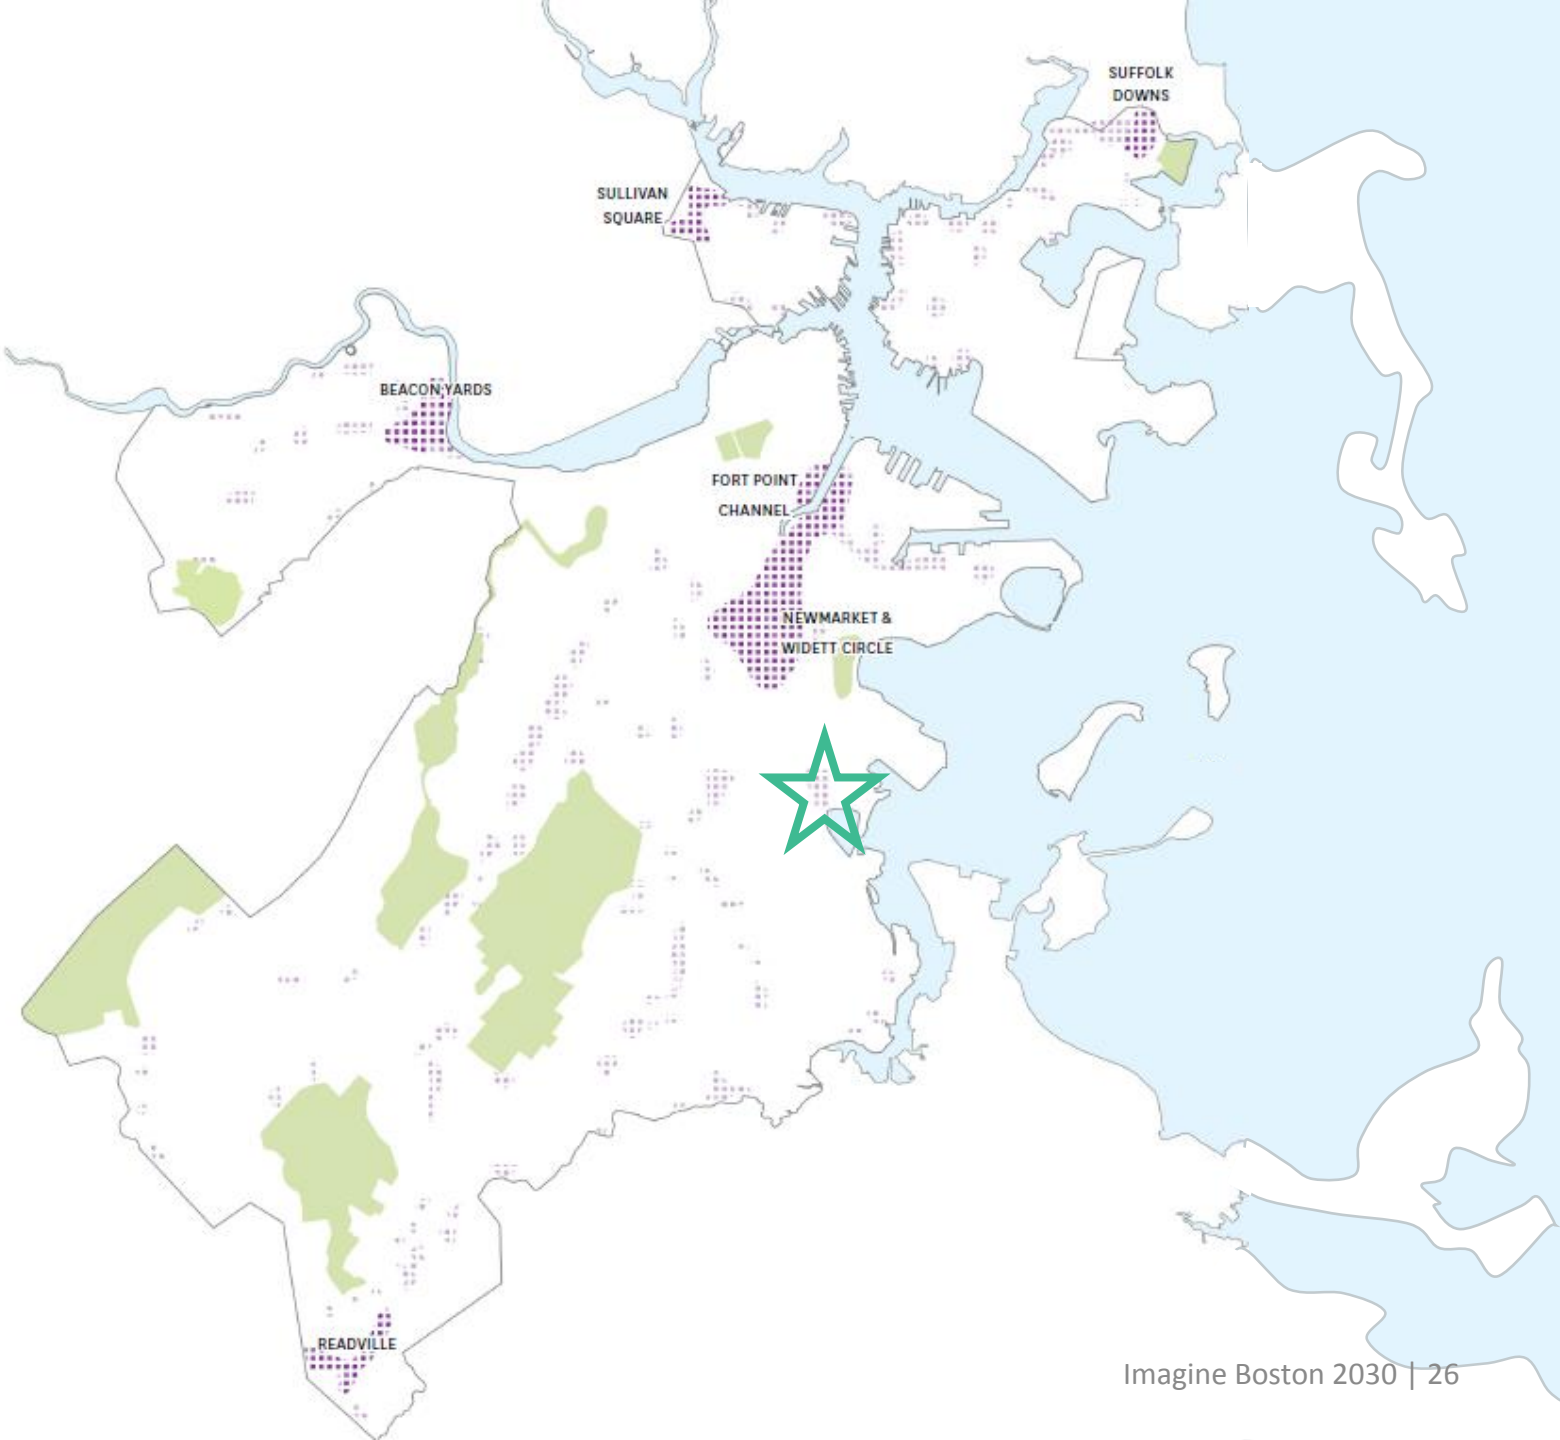 SUFFOLK
DOWNS
SULLIVAN
SQUARE
BEACON YARDS
FORT POINT
CHANNEL
NEWMARKET &
WIDETT CIRCLE
READVILLE
Imagine Boston 2030 | 26